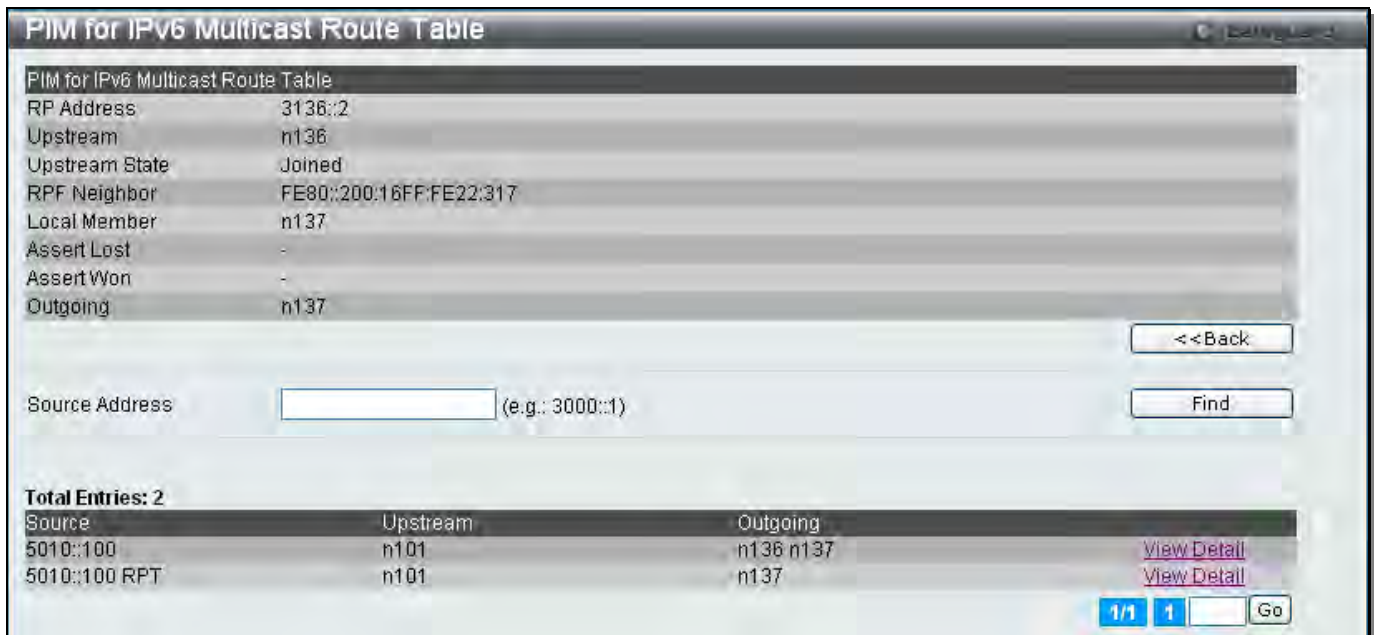 PIM for IPv6 Multicast Route Table
PIM for IPv6 Multicast Route Table
RP Address 3136::2
Upstream n136
Upstream State Joined
RPF Neighbor FE80::200:16FF:FE22:317
Local Member n137
Assert Lost -
Assert Won -
Outgoing n137
<<Back
Source Address (e.g.: 3000::1) Find
Total Entries: 2
Source Upstream Outgoing
5010::100 n101 n136 n137 View Detail
5010::100 RPT n101 n137 View Detail
1/1 1 Go